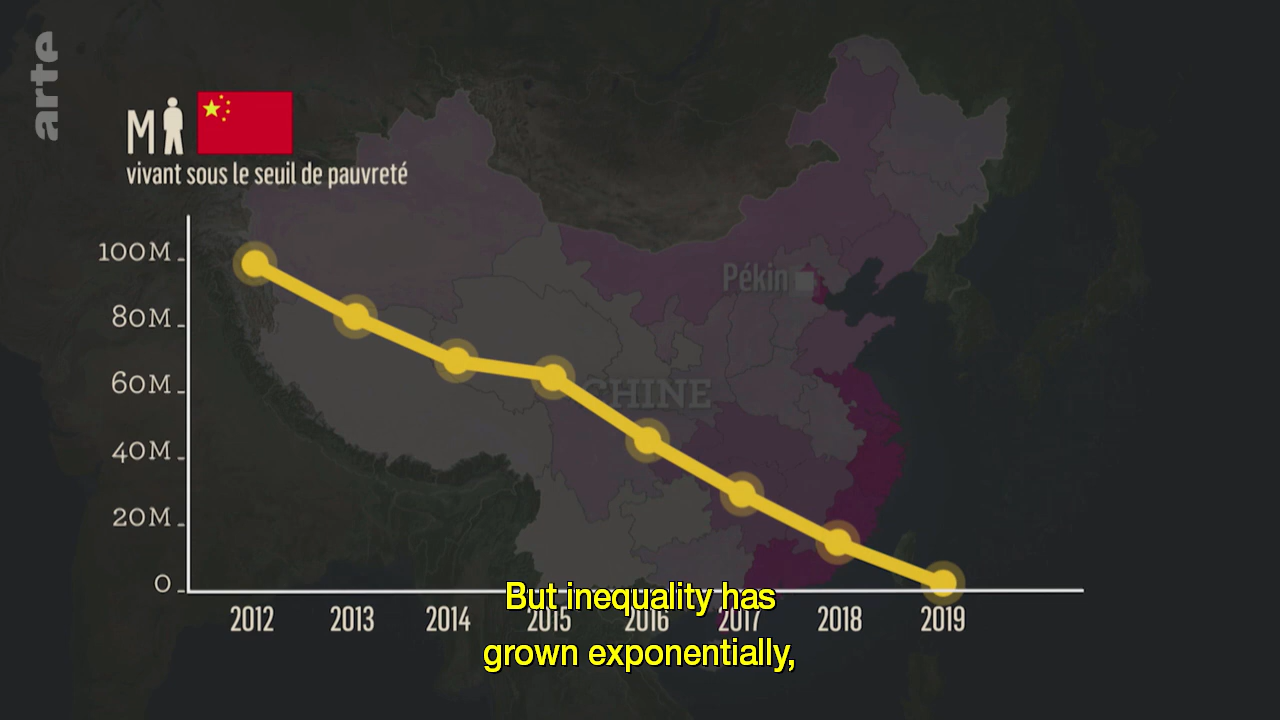 arte
M
vivant sous le seuil de pauvreté
100M
80M
60M
40M
20M
0
Pékin
CHINE
2012 2013 2014 2015 2016 2017 2018 2019
But inequality has
grown exponentially,